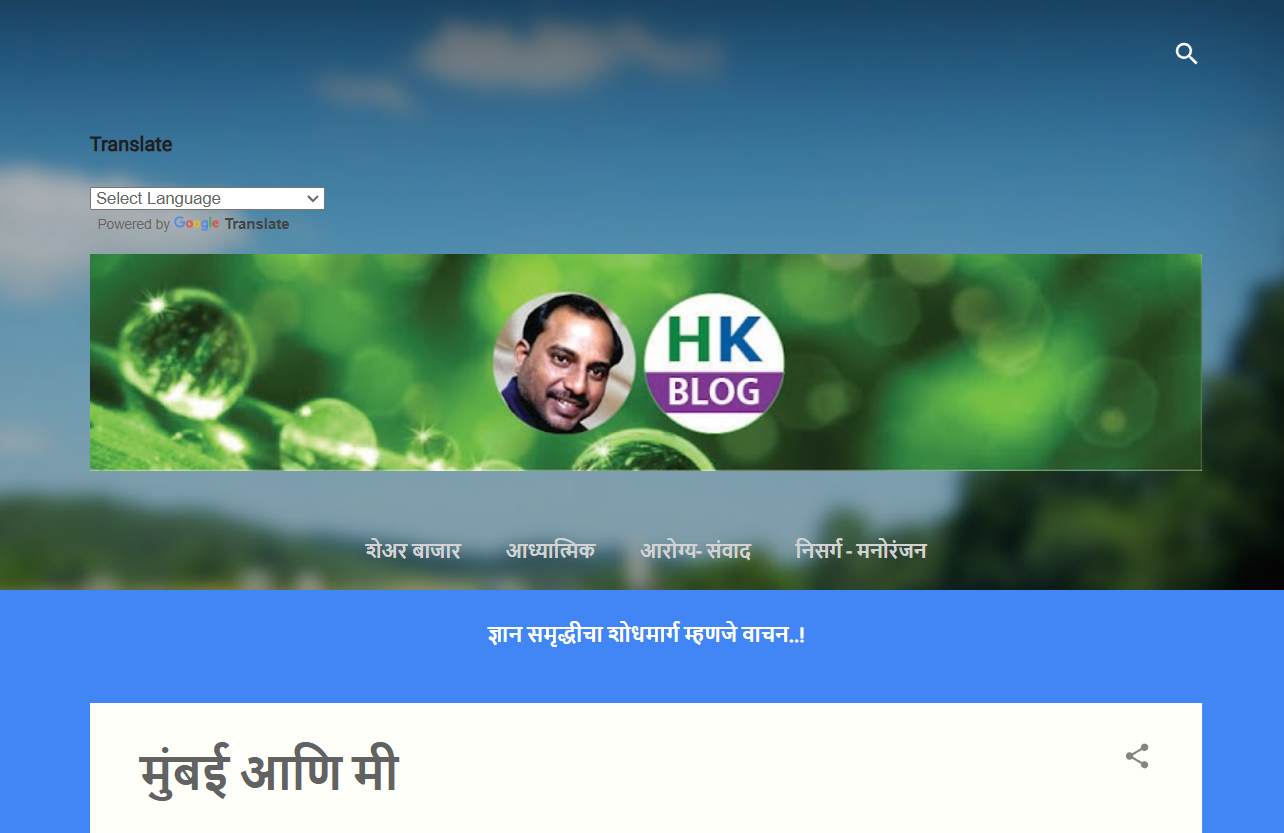 Translate
Select Language
Powered by Google Translate
HK
BLOG
शेअर बाजार आध्यात्मिक आरोग्य- संवाद निसर्ग - मनोरंजन
ज्ञान समृद्धीचा शोधमार्ग म्हणजे वाचन..!
मुंबई आणि मी